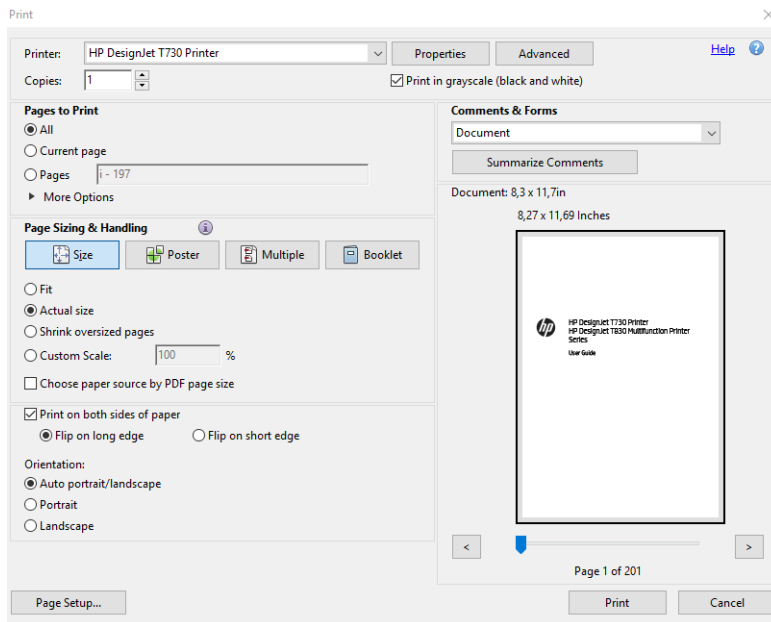 Print
Printer: HP DesignJet T730 Printer Properties Advanced Help ?
Copies: 1 Print in grayscale (black and white)
Pages to Print
All
Current page
Pages i - 197
More Options
Page Sizing & Handling i
Size Poster Multiple Booklet
Fit
Actual size
Shrink oversized pages
Custom Scale: 100 %
Choose paper source by PDF page size
Print on both sides of paper
Flip on long edge Flip on short edge
Orientation:
Auto portrait/landscape
Portrait
Landscape
Comments & Forms
Document
Summarize Comments
Document: 8,3 x 11,7in
8,27 x 11,69 Inches
hp
HP DesignJet T730 Printer
HP DesignJet T830 Multifunction Printer
Series
User Guide
< >
Page 1 of 201
Page Setup... Print Cancel